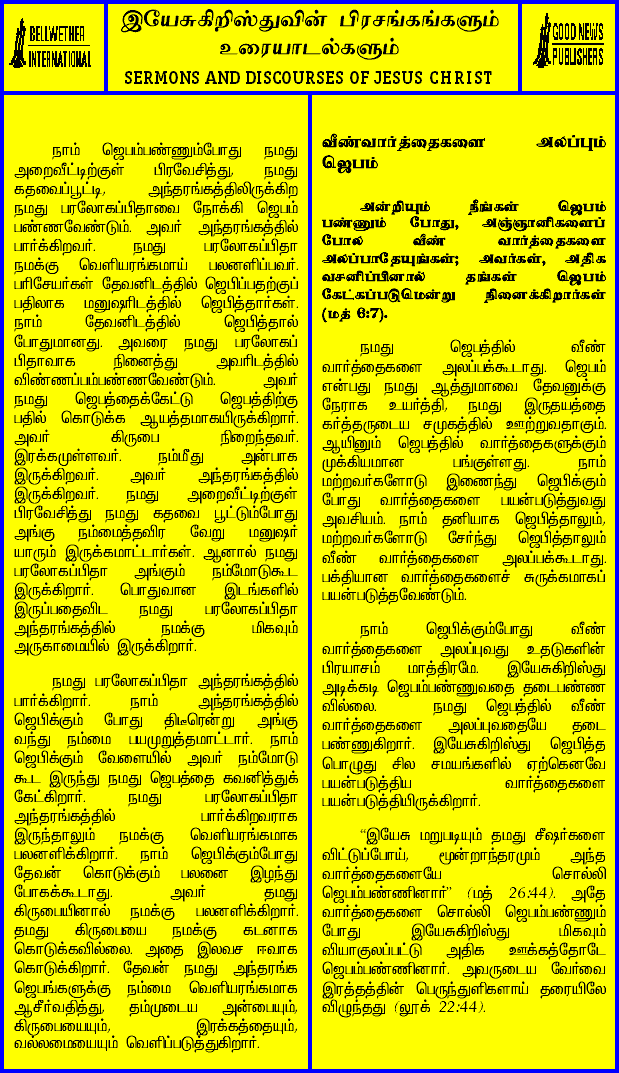 BELLWETHER
INTERNATIONAL
இயேசுகிறிஸ்துவின் பிரசங்கங்களும்
உரையாடல்களும்
SERMONS AND DISCOURSES OF JESUS CHRIST
GOOD NEWS
PUBLISHERS
நாம் ஜெபம்பண்ணும்போது நமது
அறைவீட்டிற்குள் பிரவேசித்து, நமது
கதவைப்பூட்டி, அந்தரங்கத்திலிருக்கிற
நமது பரலோகப்பிதாவை நோக்கி ஜெபம்
பண்ணவேண்டும். அவர் அந்தரங்கத்தில்
பார்க்கிறவர். நமது பரலோகப்பிதா
நமக்கு வெளியரங்கமாய் பலனளிப்பவர்.
பரிசேயர்கள் தேவனிடத்தில் ஜெபிப்பதற்குப்
பதிலாக மனுஷரிடத்தில் ஜெபித்தார்கள்.
நாம் தேவனிடத்தில் ஜெபித்தால்
போதுமானது. அவரை நமது பரலோகப்
பிதாவாக நினைத்து அவரிடத்தில்
விண்ணப்பம்பண்ணவேண்டும். அவர்
நமது ஜெபத்தைக்கேட்டு ஜெபத்திற்கு
பதில் கொடுக்க ஆயத்தமாகயிருக்கிறார்.
அவர் கிருபை நிறைந்தவர்.
இரக்கமுள்ளவர். நம்மீது அன்பாக
இருக்கிறவர். அவர் அந்தரங்கத்தில்
இருக்கிறவர். நமது அறைவீட்டிற்குள்
பிரவேசித்து நமது கதவை பூட்டும்போது
அங்கு நம்மைத்தவிர வேறு மனுஷர்
யாரும் இருக்கமாட்டார்கள். ஆனால் நமது
பரலோகப்பிதா அங்கும் நம்மோடுகூட
இருக்கிறார். பொதுவான இடங்களில்
இருப்பதைவிட நமது பரலோகப்பிதா
அந்தரங்கத்தில் நமக்கு மிகவும்
அருகாமையில் இருக்கிறார்.
நமது பரலோகப்பிதா அந்தரங்கத்தில்
பார்க்கிறார். நாம் அந்தரங்கத்தில்
ஜெபிக்கும் போது திடீரென்று அங்கு
வந்து நம்மை பயமுறுத்தமாட்டார். நாம்
ஜெபிக்கும் வேளையில் அவர் நம்மோடு
கூட இருந்து நமது ஜெபத்தை கவனித்துக்
கேட்கிறார். நமது பரலோகப்பிதா
அந்தரங்கத்தில் பார்க்கிறவராக
இருந்தாலும் நமக்கு வெளியரங்கமாக
பலனளிக்கிறார். நாம் ஜெபிக்கும்போது
தேவன் கொடுக்கும் பலனை இழந்து
போகக்கூடாது. அவர் தமது
கிருபையினால் நமக்கு பலனளிக்கிறார்.
தமது கிருபையை நமக்கு கடனாக
கொடுக்கவில்லை. அதை இலவச ஈவாக
கொடுக்கிறார். தேவன் நமது அந்தரங்க
ஜெபங்களுக்கு நம்மை வெளியரங்கமாக
ஆசீர்வதித்து, தம்முடைய அன்பையும்,
கிருபையையும், இரக்கத்தையும்,
வல்லமையையும் வெளிப்படுத்துகிறார்.
வீண்வார்த்தைகளை அலப்பும்
ஜெபம்
அன்றியும் நீங்கள் ஜெபம்
பண்ணும் போது, அஞ்ஞானிகளைப்
போல வீண் வார்த்தைகளை
அலப்பாதேயுங்கள்; அவர்கள், அதிக
வசனிப்பினால் தங்கள் ஜெபம்
கேட்கப்படுமென்று நினைக்கிறார்கள்
(மத் 6:7).
நமது ஜெபத்தில் வீண்
வார்த்தைகளை அலப்பக்கூடாது. ஜெபம்
என்பது நமது ஆத்துமாவை தேவனுக்கு
நேராக உயர்த்தி, நமது இருதயத்தை
கர்த்தருடைய சமுகத்தில் ஊற்றுவதாகும்.
ஆயினும் ஜெபத்தில் வார்த்தைகளுக்கும்
முக்கியமான பங்குள்ளது. நாம்
மற்றவர்களோடு இணைந்து ஜெபிக்கும்
போது வார்த்தைகளை பயன்படுத்துவது
அவசியம். நாம் தனியாக ஜெபித்தாலும்,
மற்றவர்களோடு சேர்ந்து ஜெபித்தாலும்
வீண் வார்த்தைகளை அலப்பக்கூடாது.
பக்தியான வார்த்தைகளைச் சுருக்கமாகப்
பயன்படுத்தவேண்டும்.
நாம் ஜெபிக்கும்போது வீண்
வார்த்தைகளை அலப்புவது உதடுகளின்
பிரயாசம் மாத்திரமே. இயேசுகிறிஸ்து
அடிக்கடி ஜெபம்பண்ணுவதை தடைபண்ண
வில்லை. நமது ஜெபத்தில் வீண்
வார்த்தைகளை அலப்புவதையே தடை
பண்ணுகிறார். இயேசுகிறிஸ்து ஜெபித்த
பொழுது சில சமயங்களில் ஏற்கெனவே
பயன்படுத்திய வார்த்தைகளை
பயன்படுத்தியிருக்கிறார்.
“இயேசு மறுபடியும் தமது சீஷர்களை
விட்டுப்போய், மூன்றாந்தரமும் அந்த
வார்த்தைகளையே சொல்லி
ஜெபம்பண்ணினார்” (மத் 26:44). அதே
வார்த்தைகளை சொல்லி ஜெபம்பண்ணும்
போது இயேசுகிறிஸ்து மிகவும்
வியாகுலப்பட்டு அதிக ஊக்கத்தோடே
ஜெபம்பண்ணினார். அவருடைய வேர்வை
இரத்தத்தின் பெருந்துளிகளாய் தரையிலே
விழுந்தது (லூக் 22:44).